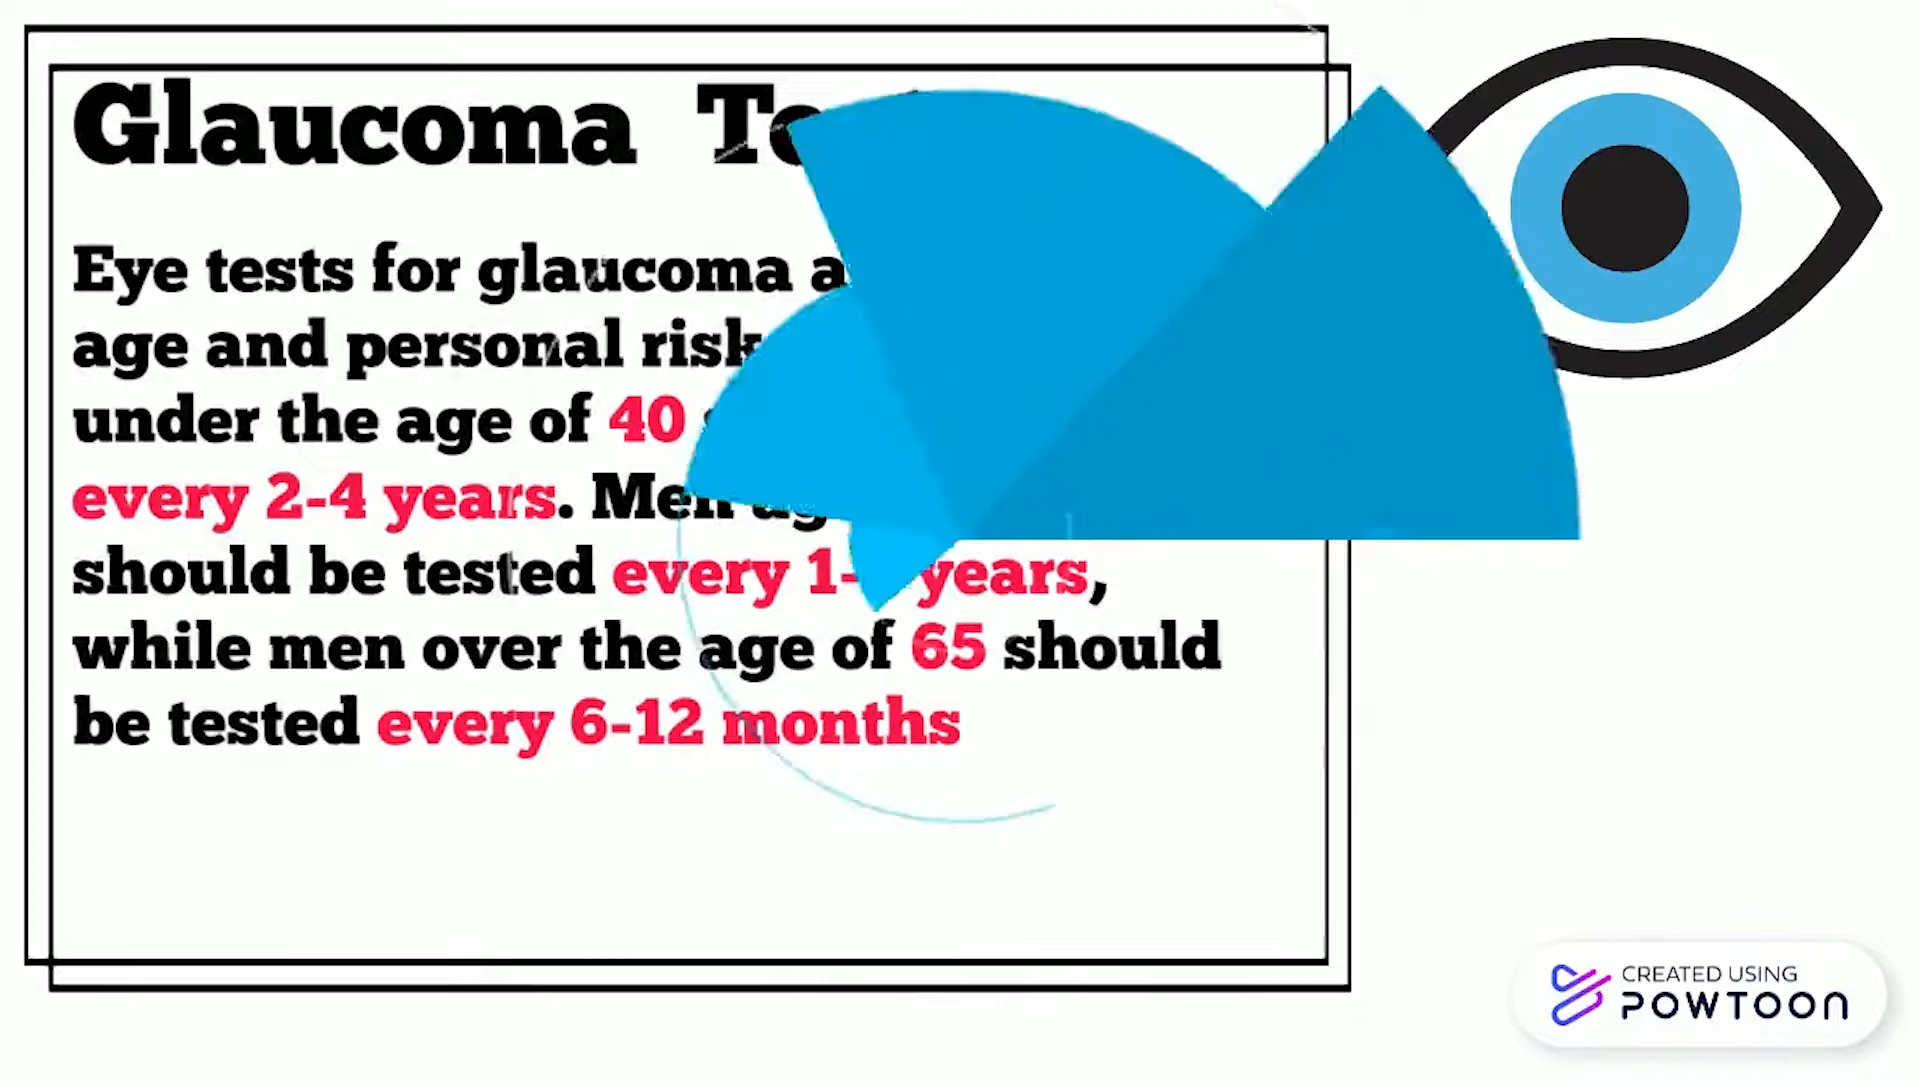 Glaucoma
Eye tests for glaucoma
age and personal risk
under the age of 40
every 2-4 years. Men
should be tested every 1- years,
while men over the age of 65 should
be tested every 6-12 months
CREATED USING
POWTOON